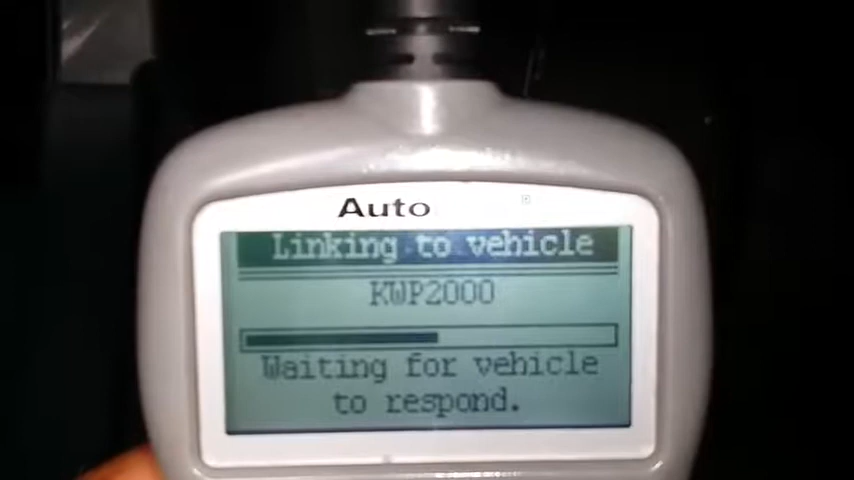 Auto
Linking to vehicle
KWP2000
Waiting for vehicle
to respond.